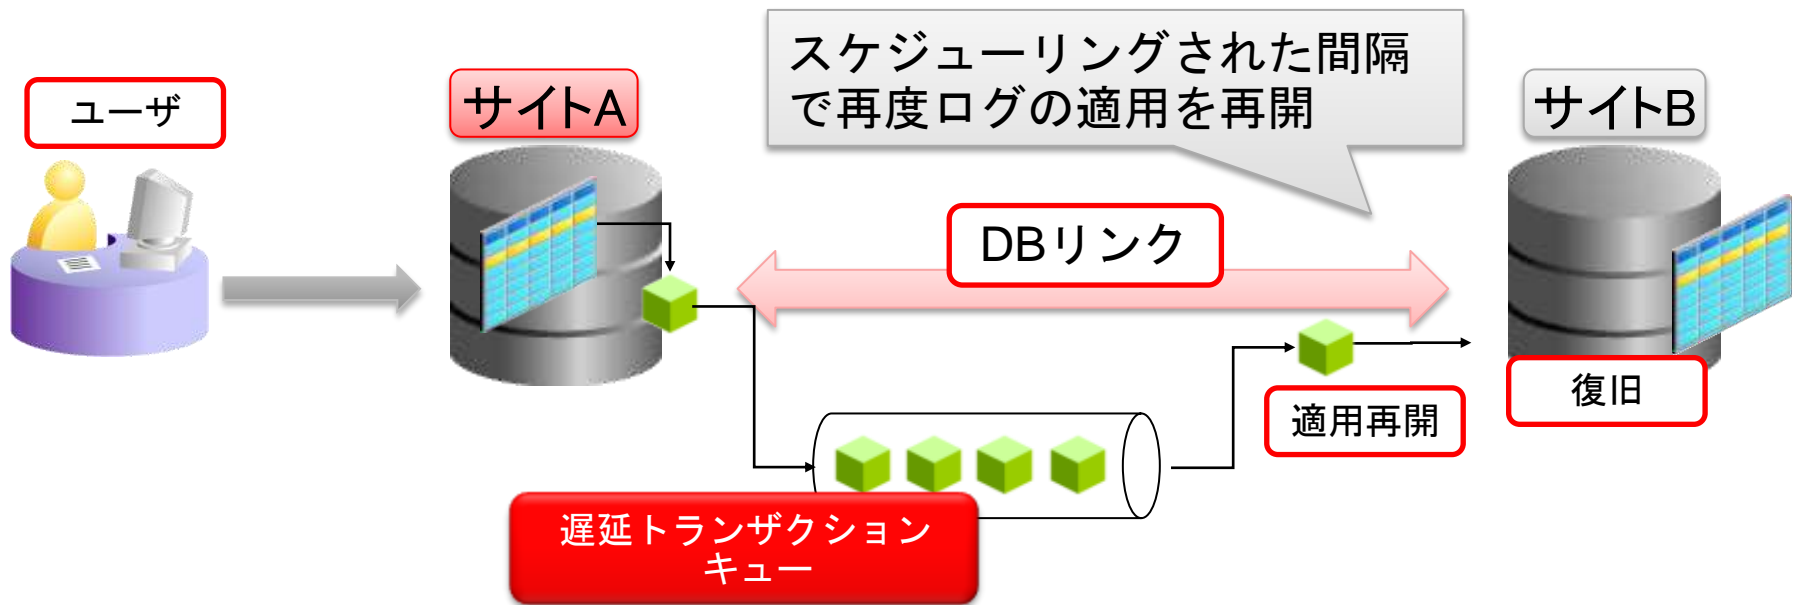 スケジューリングされた間隔
で再度ログの適用を再開
ユーザ
サイトA
サイトB
DBリンク
適用再開
復旧
遅延トランザクション
キュー